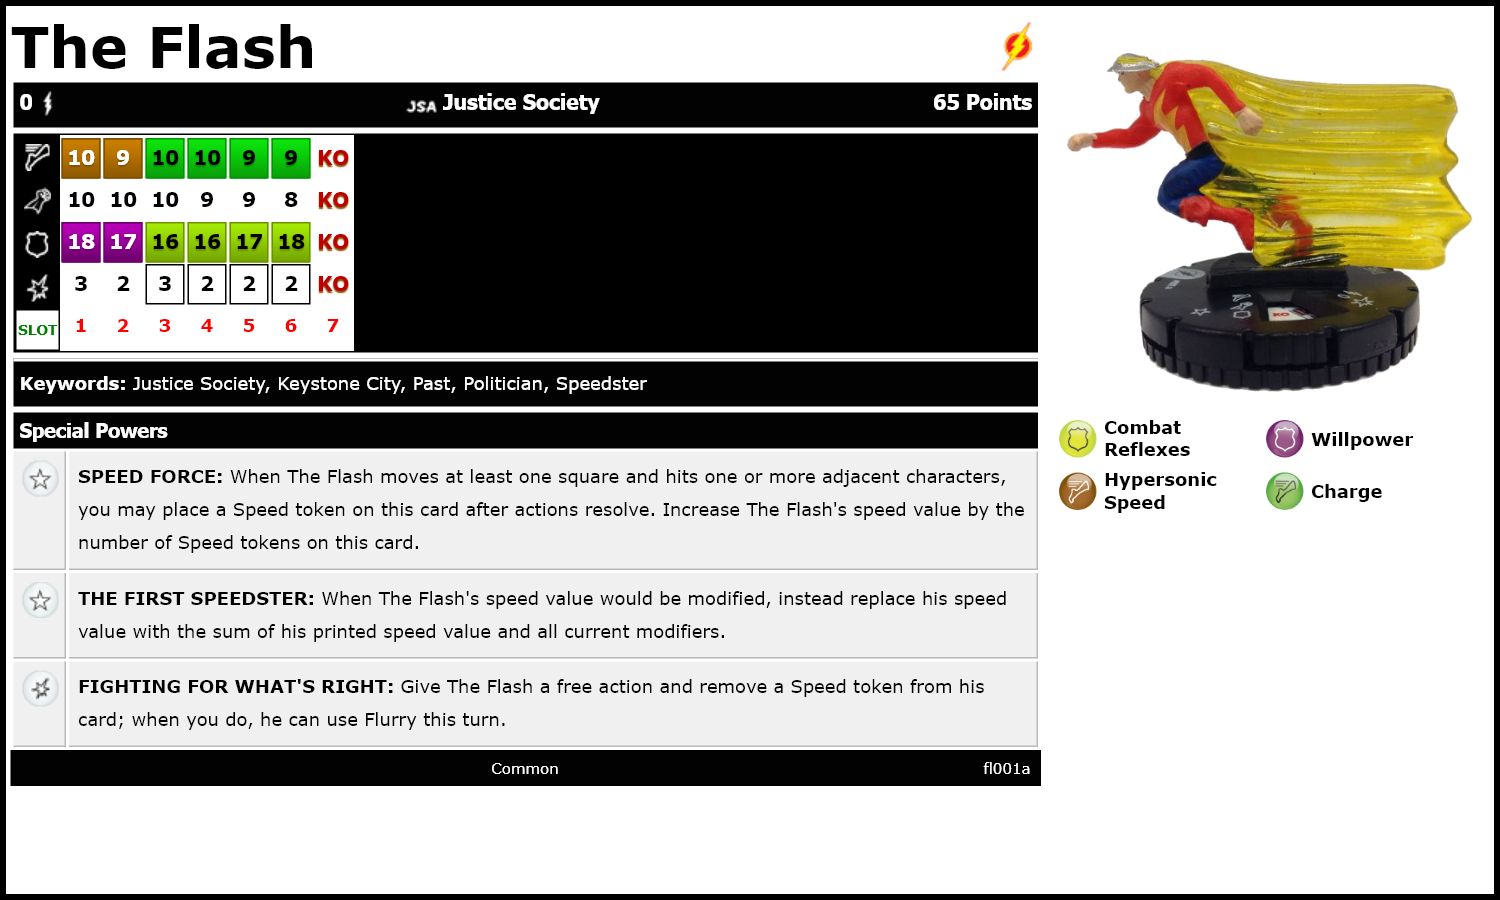 The Flash
0 JSA Justice Society 65 Points
10 9 10 10 9 9 KO
10 10 10 9 9 8 KO
18 17 16 16 17 18 KO
3 2 3 2 2 2 KO
SLOT 1 2 3 4 5 6 7
Keywords: Justice Society, Keystone City, Past, Politician, Speedster
Special Powers
SPEED FORCE: When The Flash moves at least one square and hits one or more adjacent characters,
you may place a Speed token on this card after actions resolve. Increase The Flash's speed value by the
number of Speed tokens on this card.
THE FIRST SPEEDSTER: When The Flash's speed value would be modified, instead replace his speed
value with the sum of his printed speed value and all current modifiers.
FIGHTING FOR WHAT'S RIGHT: Give The Flash a free action and remove a Speed token from his
card; when you do, he can use Flurry this turn.
Common fl001a
KO
Combat
Reflexes
Willpower
Hypersonic
Speed
Charge